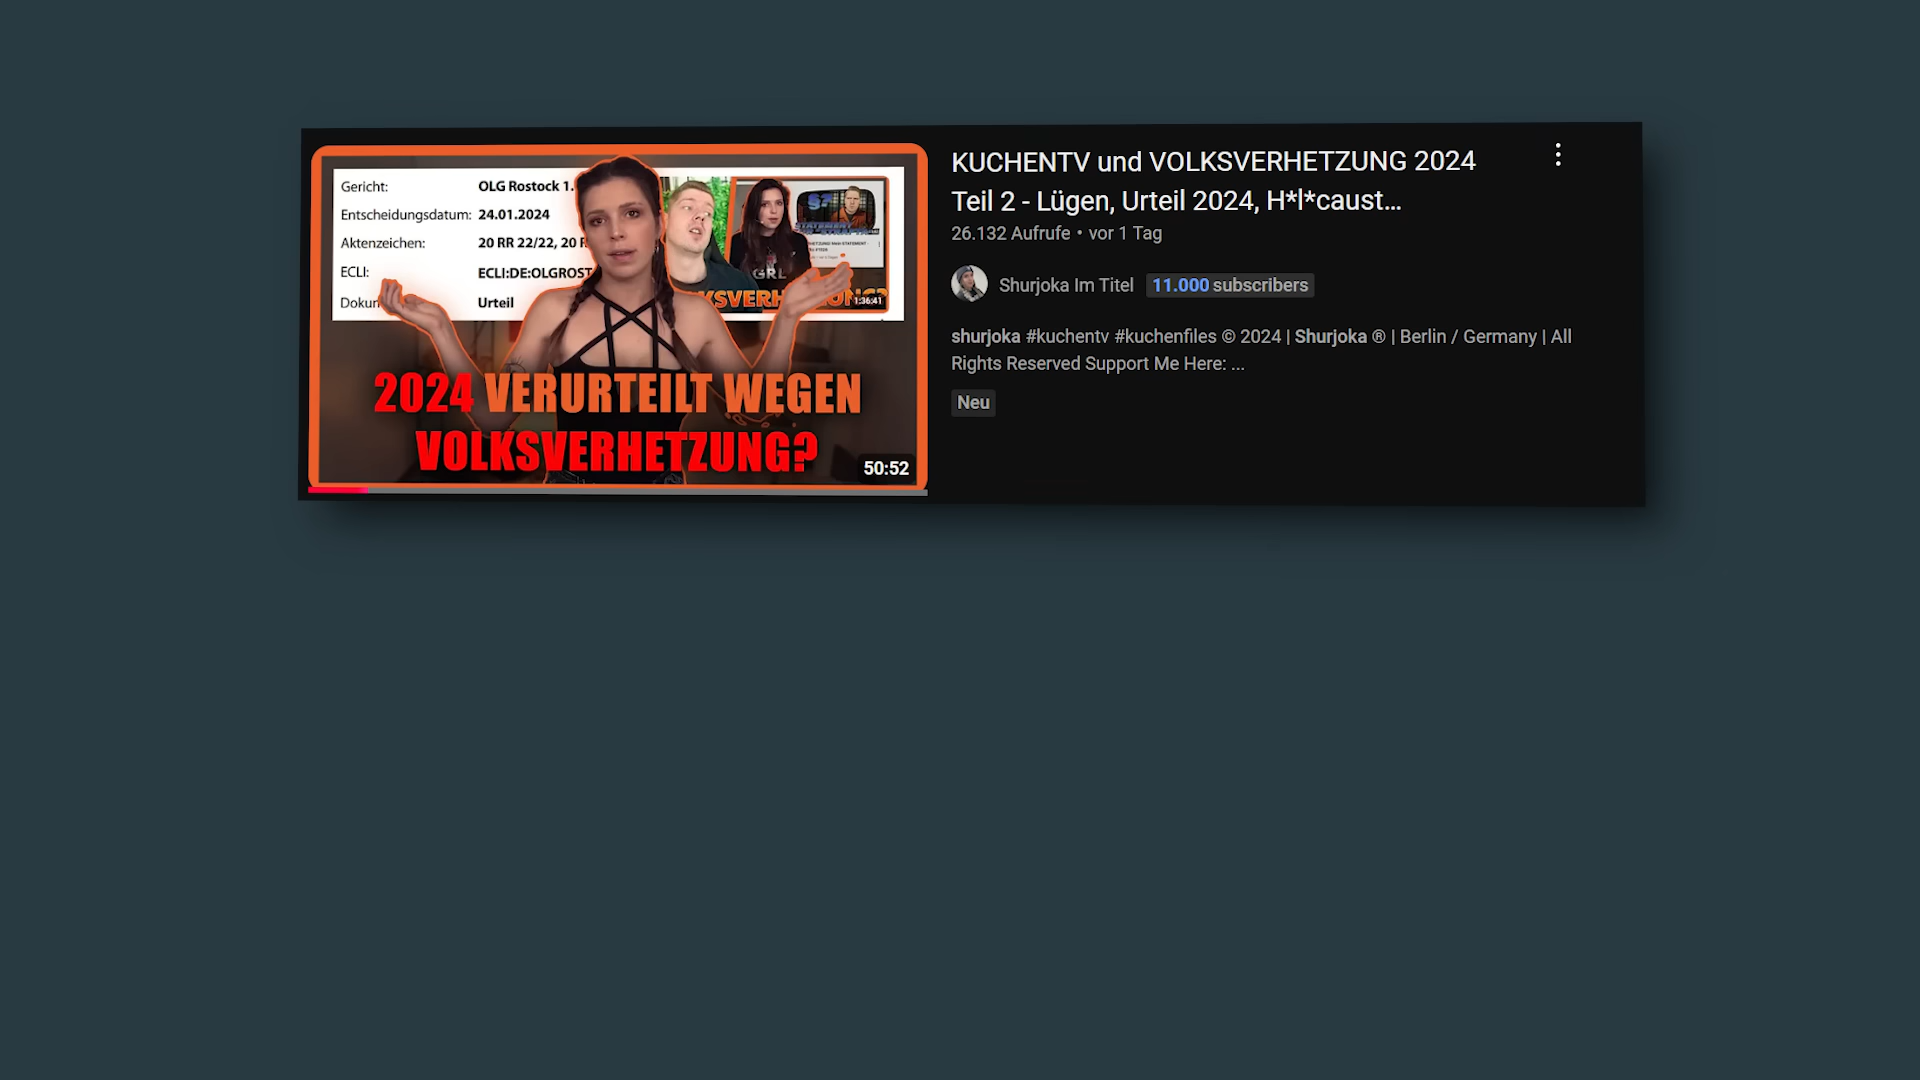 Gericht: OLG Rostock 1.
Entscheidungsdatum: 24.01.2024
Aktenzeichen: 20 RR 22/22, 20
ECLI: ECLI:DE:OLGROST
Urteil
GRL
1:36:41
2024 VERURTEILT WEGEN
VOLKSVERHETZUNG?
50:52
KUCHENTV und VOLKSVERHETZUNG 2024
Teil 2 - Lügen, Urteil 2024, H*l*caust...
26.132 Aufrufe • vor 1 Tag
Shurjoka Im Titel 11.000 subscribers
shurjoka #kuchentv #kuchenfiles © 2024 | Shurjoka ® | Berlin / Germany | All
Rights Reserved Support Me Here: ...
Neu